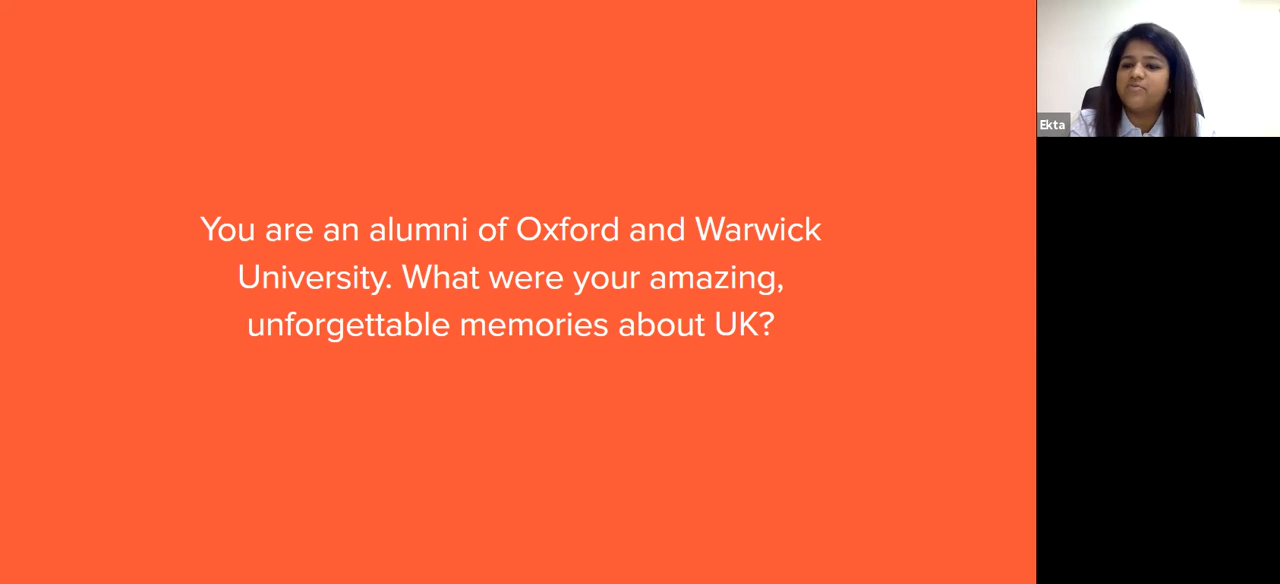 You are an alumni of Oxford and Warwick
University. What were your amazing,
unforgettable memories about UK?
Ekta